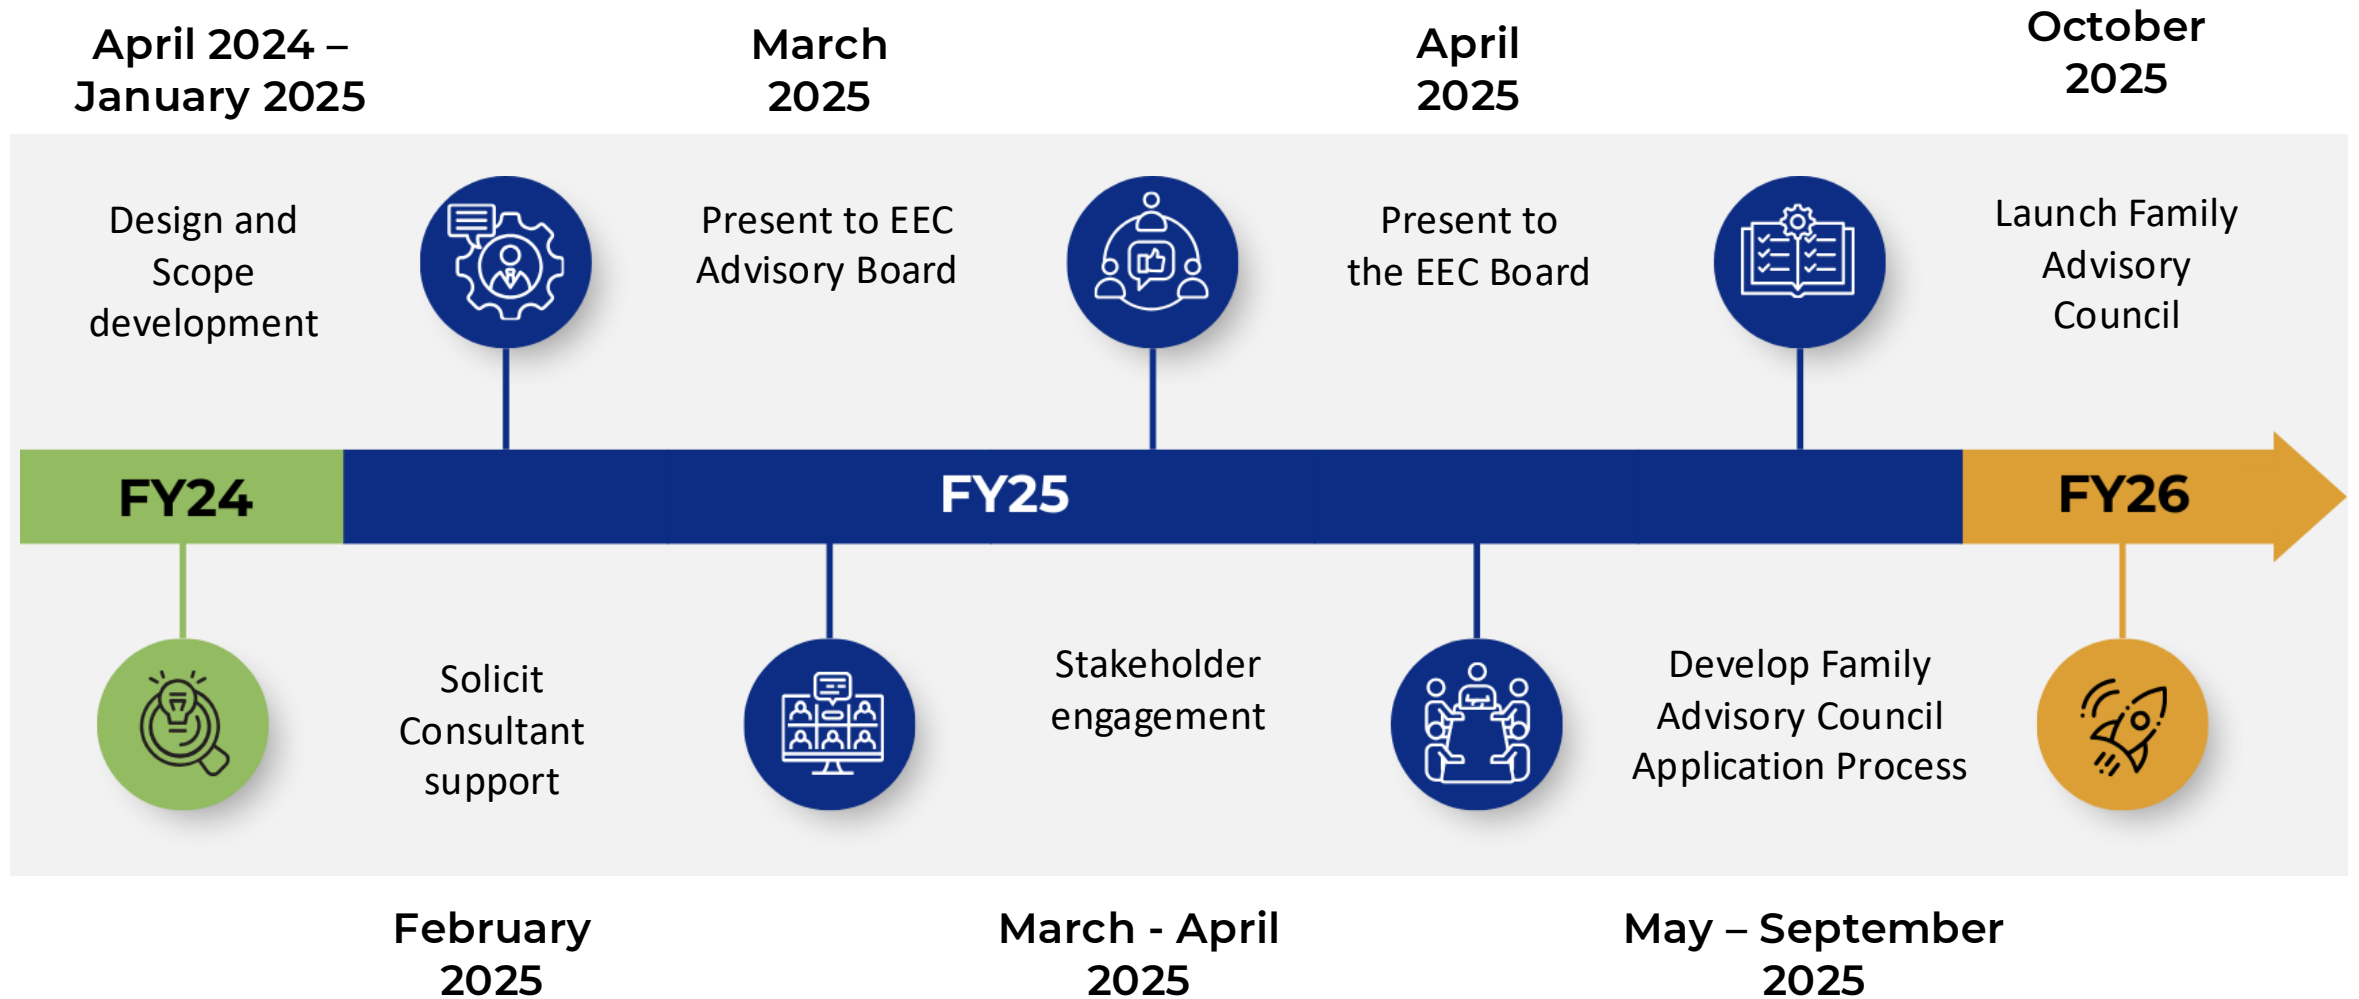 April 2024 –
January 2025
March
2025
April
2025
October
2025
Design and
Scope
development
Present to EEC
Advisory Board
Present to
the EEC Board
Launch Family
Advisory
Council
FY24
FY25
FY26
Solicit
Consultant
support
Stakeholder
engagement
Develop Family
Advisory Council
Application Process
February
2025
March - April
2025
May – September
2025